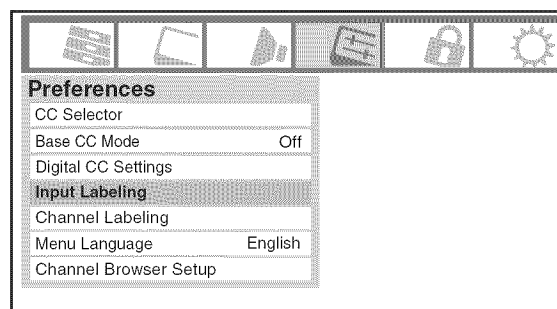 Preferences
CC Selector
Base CC Mode Off
Digital CC Settings
Input Labeling
Channel Labeling
Menu Language English
Channel Browser Setup